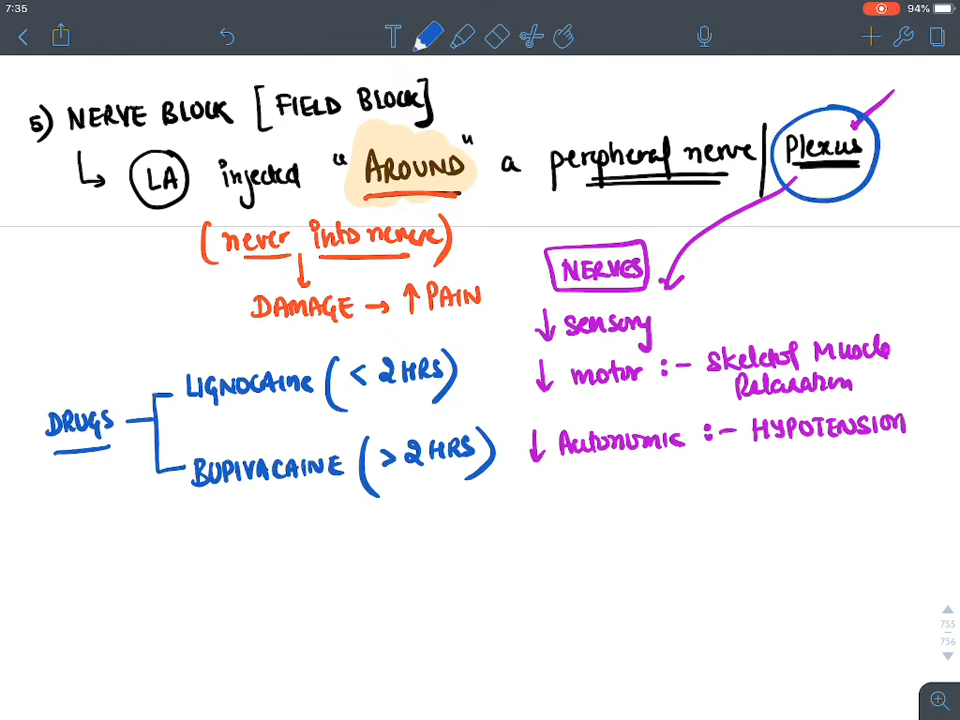 7:35
94%
T
5) NERVE BLOCK [FIELD BLOCK]
↳ LA injected "AROUND" a peripheral nerve / Plexus
(never into nerve)
↓
DAMAGE → ↑ PAIN
NERVES
↓ sensory
↓ motor :- Skeletal Muscle
Relaxation
↓ Autonomic :- HYPOTENSION
DRUGS
LIGNOCAINE (< 2 HRS)
BUPIVACAINE (> 2 HRS)
755
756